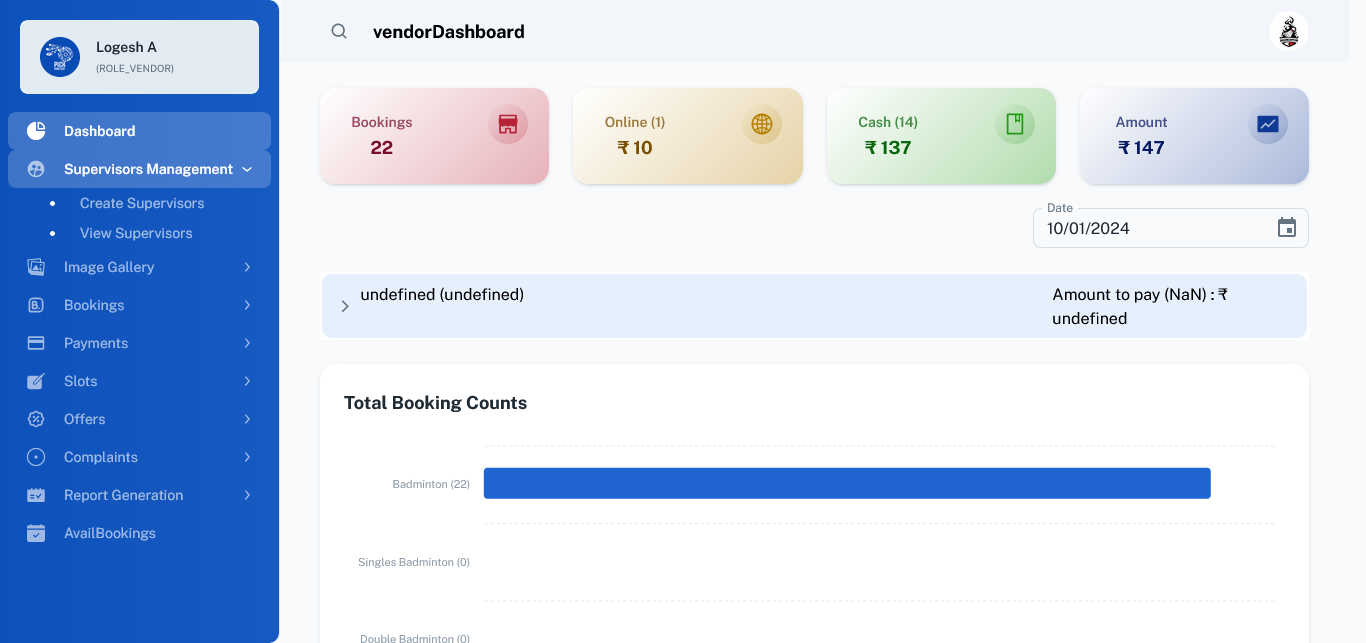 Logesh A
(ROLE_VENDOR)
Dashboard
Supervisors Management
Create Supervisors
View Supervisors
Image Gallery
Bookings
Payments
Slots
Offers
Complaints
Report Generation
AvailBookings
vendorDashboard
Bookings
22
Online (1)
₹ 10
Cash (14)
₹ 137
Amount
₹ 147
Date
10/01/2024
undefined (undefined)
Amount to pay (NaN) : ₹
undefined
Total Booking Counts
Badminton (22)
Singles Badminton (0)
Double Badminton (0)